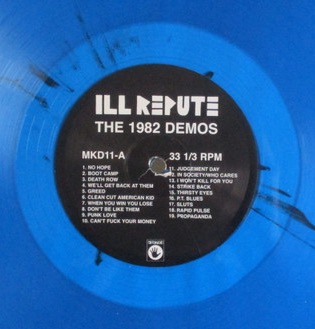 ILL REPUTE
THE 1982 DEMOS
MKD11-A
33 1/3 RPM
1. NO HOPE
2. BOOT CAMP
3. DEATH ROW
4. WE'LL GET BACK AT THEM
5. GREED
6. CLEAN CUT AMERICAN KID
7. WHEN YOU WIN YOU LOSE
8. DON'T BE LIKE THEM
9. PUNK LOVE
10. CAN'T FUCK YOUR MONEY
11. JUDGEMENT DAY
12. IN SOCIETY/WHO CARES
13. I WON'T KILL FOR YOU
14. STRIKE BACK
15. THIRSTY EYES
16. P.T. BLUES
17. SLUTS
18. RAPID PULSE
19. PROPAGANDA